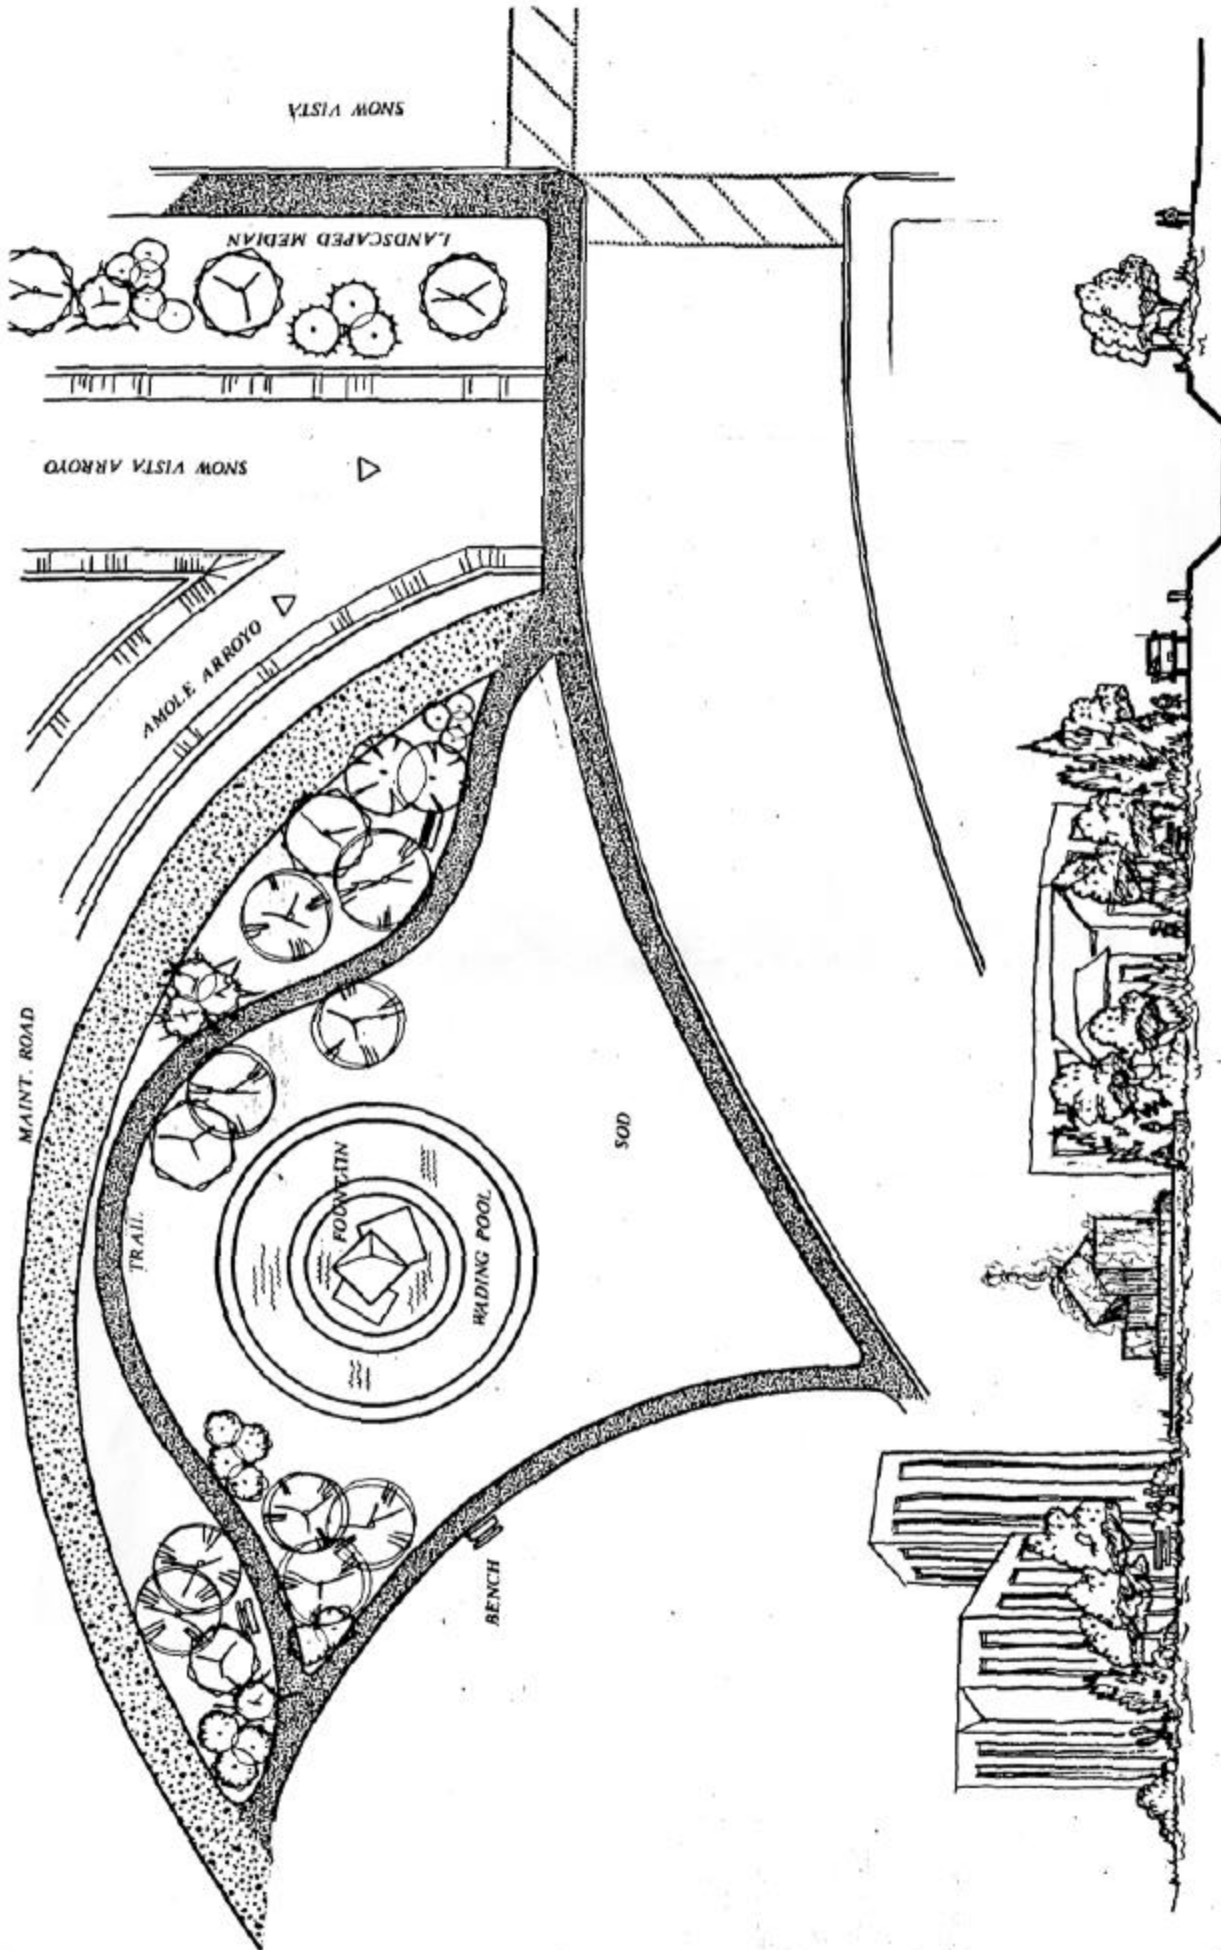 SNOW VISTA
LANDSCAPED MEDIAN
SNOW VISTA ARROYO
AMOLE ARROYO
MAINT. ROAD
TRAIL
FOUNTAIN
WADING POOL
SOD
BENCH